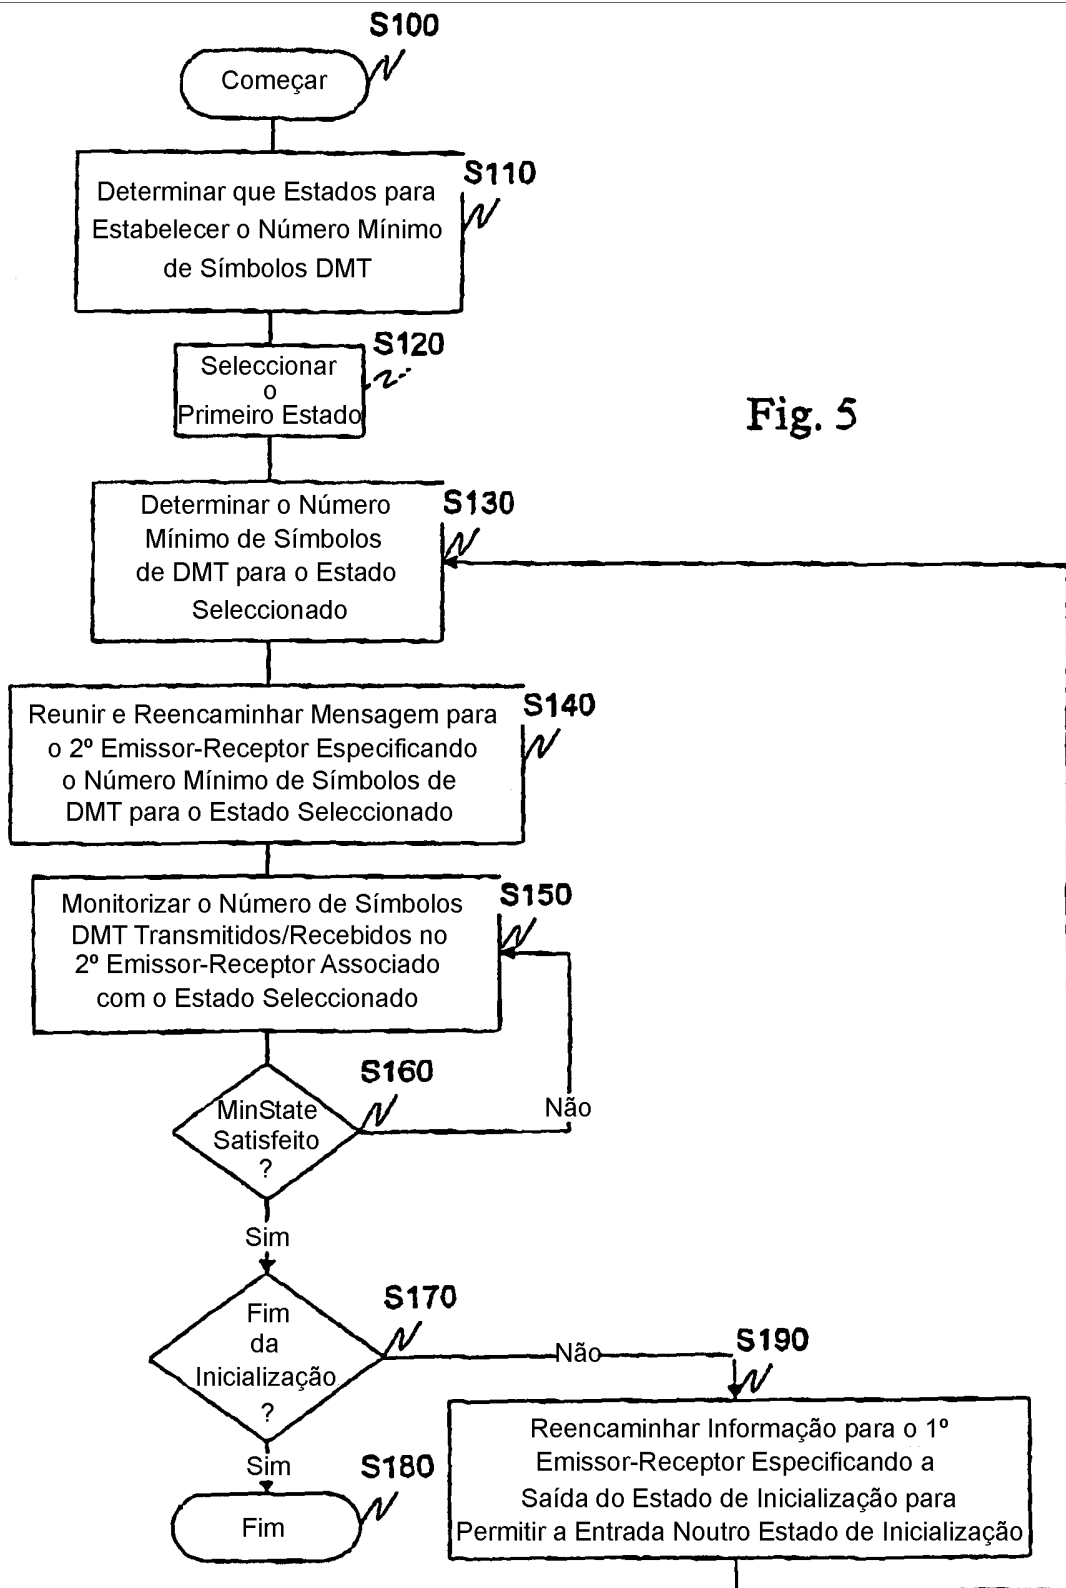 S100
Começar
S110
Determinar que Estados para
Estabelecer o Número Mínimo
de Símbolos DMT
S120
Seleccionar
o
Primeiro Estado
Fig. 5
S130
Determinar o Número
Mínimo de Símbolos
de DMT para o Estado
Seleccionado
S140
Reunir e Reencaminhar Mensagem para
o 2º Emissor-Receptor Especificando
o Número Mínimo de Símbolos de
DMT para o Estado Seleccionado
S150
Monitorizar o Número de Símbolos
DMT Transmitidos/Recebidos no
2º Emissor-Receptor Associado
com o Estado Seleccionado
S160
MinState
Satisfeito
?
Não
Sim
S170
Fim
da
Inicialização
?
Não
S190
Reencaminhar Informação para o 1º
Emissor-Receptor Especificando a
Saída do Estado de Inicialização para
Permitir a Entrada Noutro Estado de Inicialização
Sim
S180
Fim